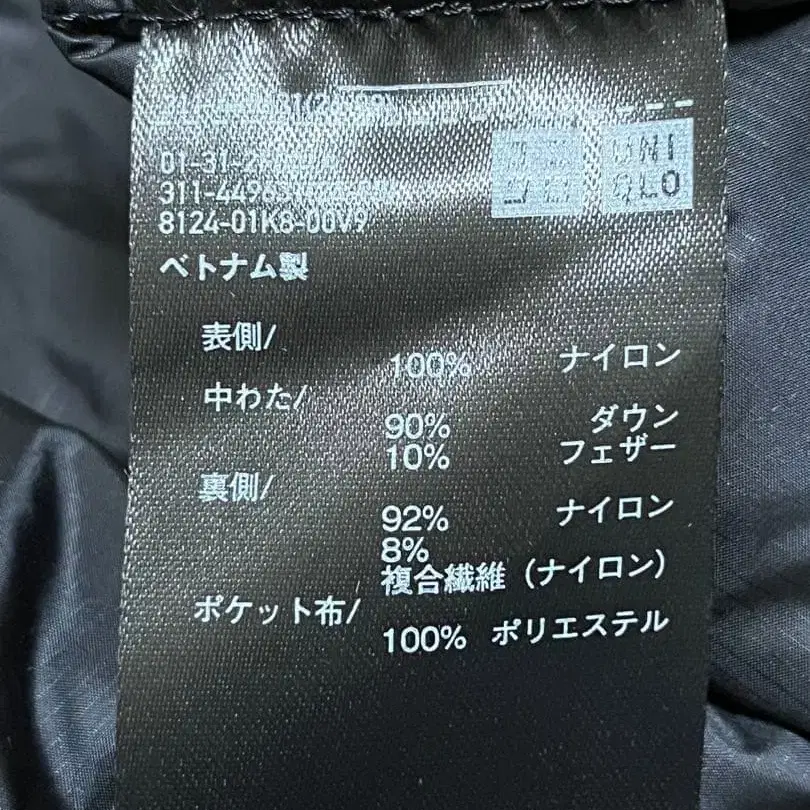 UNI
QLO
8124-01K8-00V9
ベトナム製
表側/
100% ナイロン
中わた/
90% ダウン
10% フェザー
裏側/
92% ナイロン
8%
複合繊維 (ナイロン)
ポケット布/
100% ポリエステル